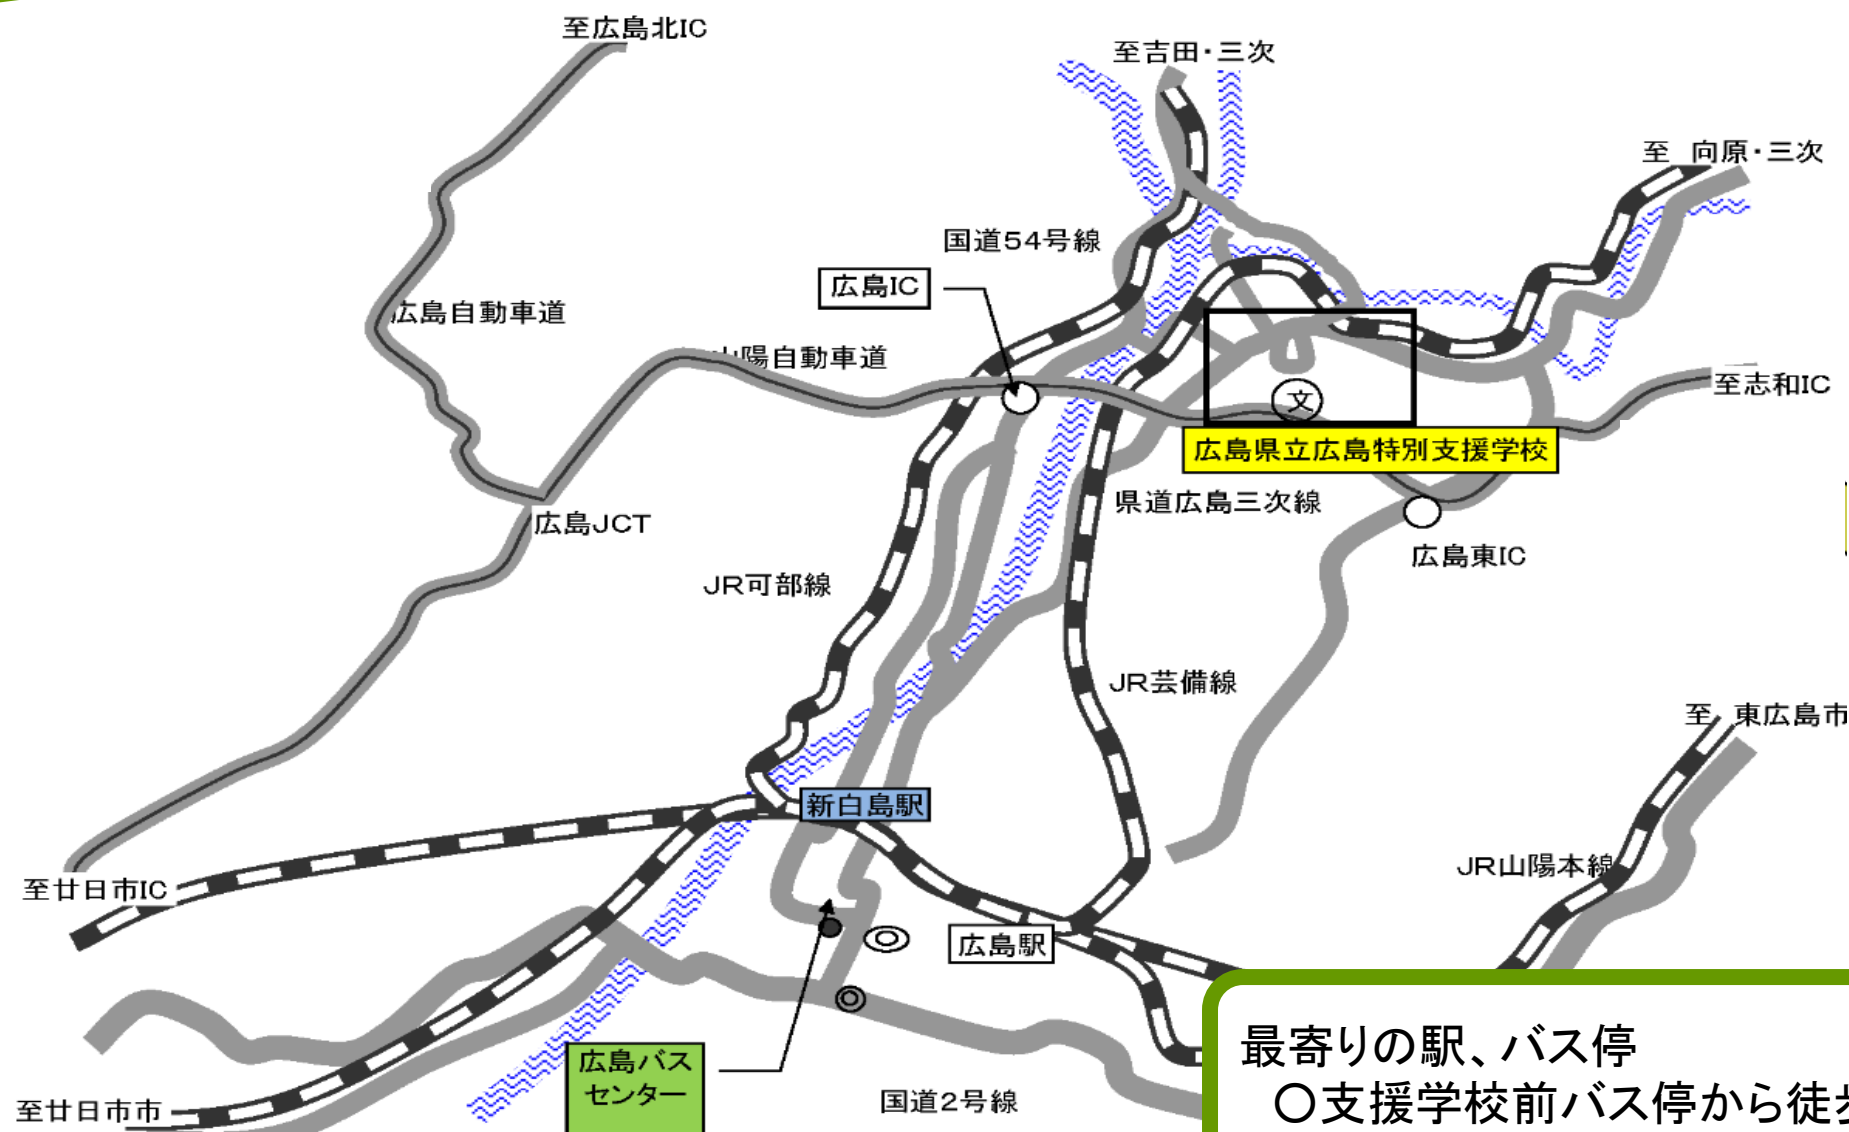 至広島北IC
至吉田・三次
至 向原・三次
国道54号線
広島IC
広島自動車道
山陽自動車道
至志和IC
文
広島県立広島特別支援学校
県道広島三次線
広島JCT
広島東IC
JR可部線
JR芸備線
至 東広島市
新白島駅
JR山陽本線
至廿日市IC
広島駅
広島バス
センター
国道2号線
至廿日市市
最寄りの駅、バス停
〇支援学校前バス停から徒歩